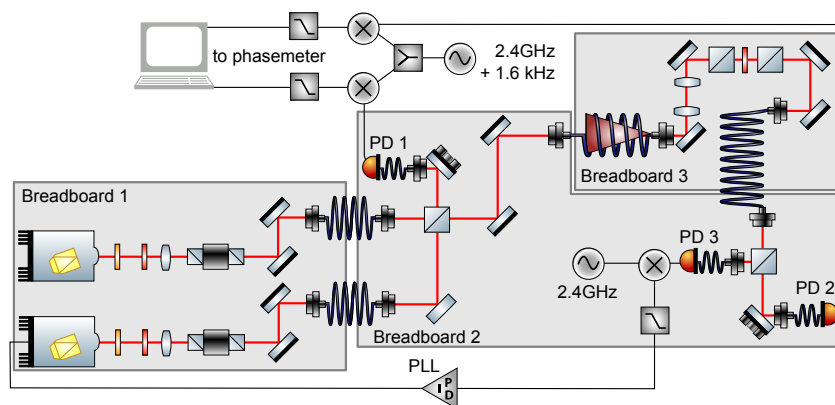 to phasemeter
2.4GHz
+ 1.6 kHz
PD 1
Breadboard 3
Breadboard 1
PD 3
2.4GHz
PD 2
Breadboard 2
PLL
P
I
D